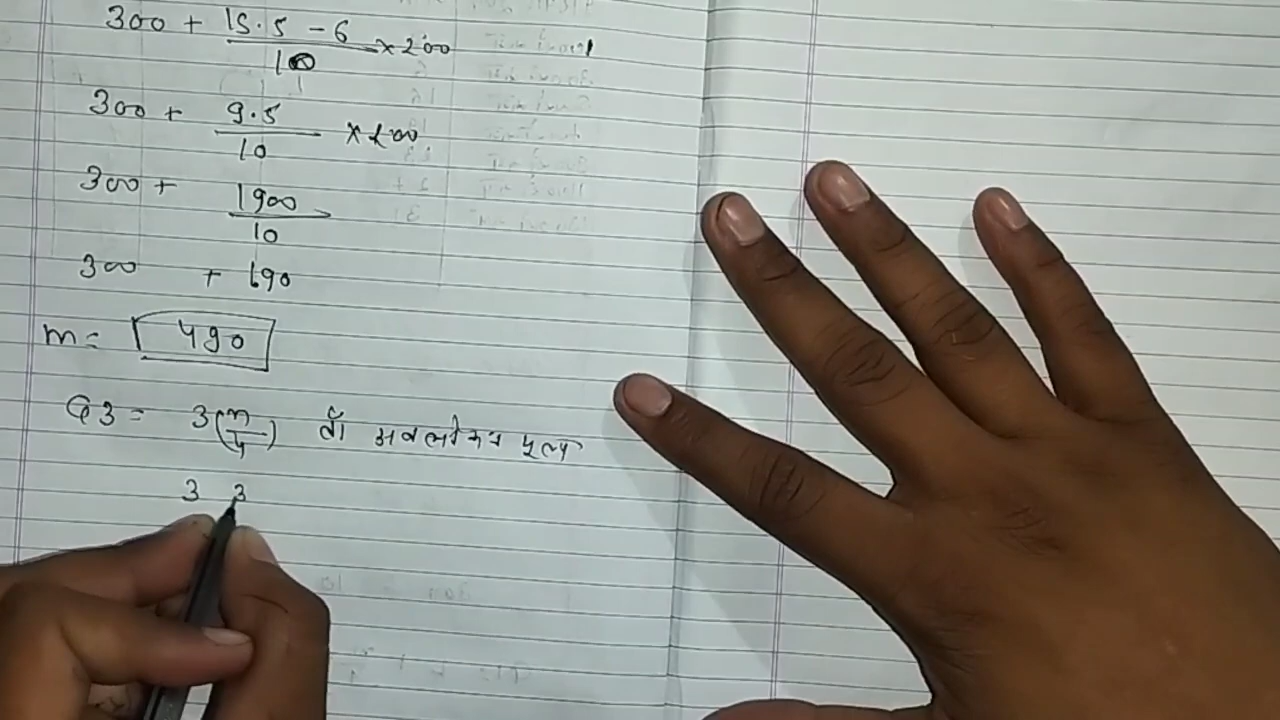 300 + 15.5 - 6 / 10 × 200
300 + 9.5 / 10 × 200
300 + 1900 / 10
300 + 190
m = 490
Q3 = 3(n/4) वाँ अवलोकन मूल्य
3 3